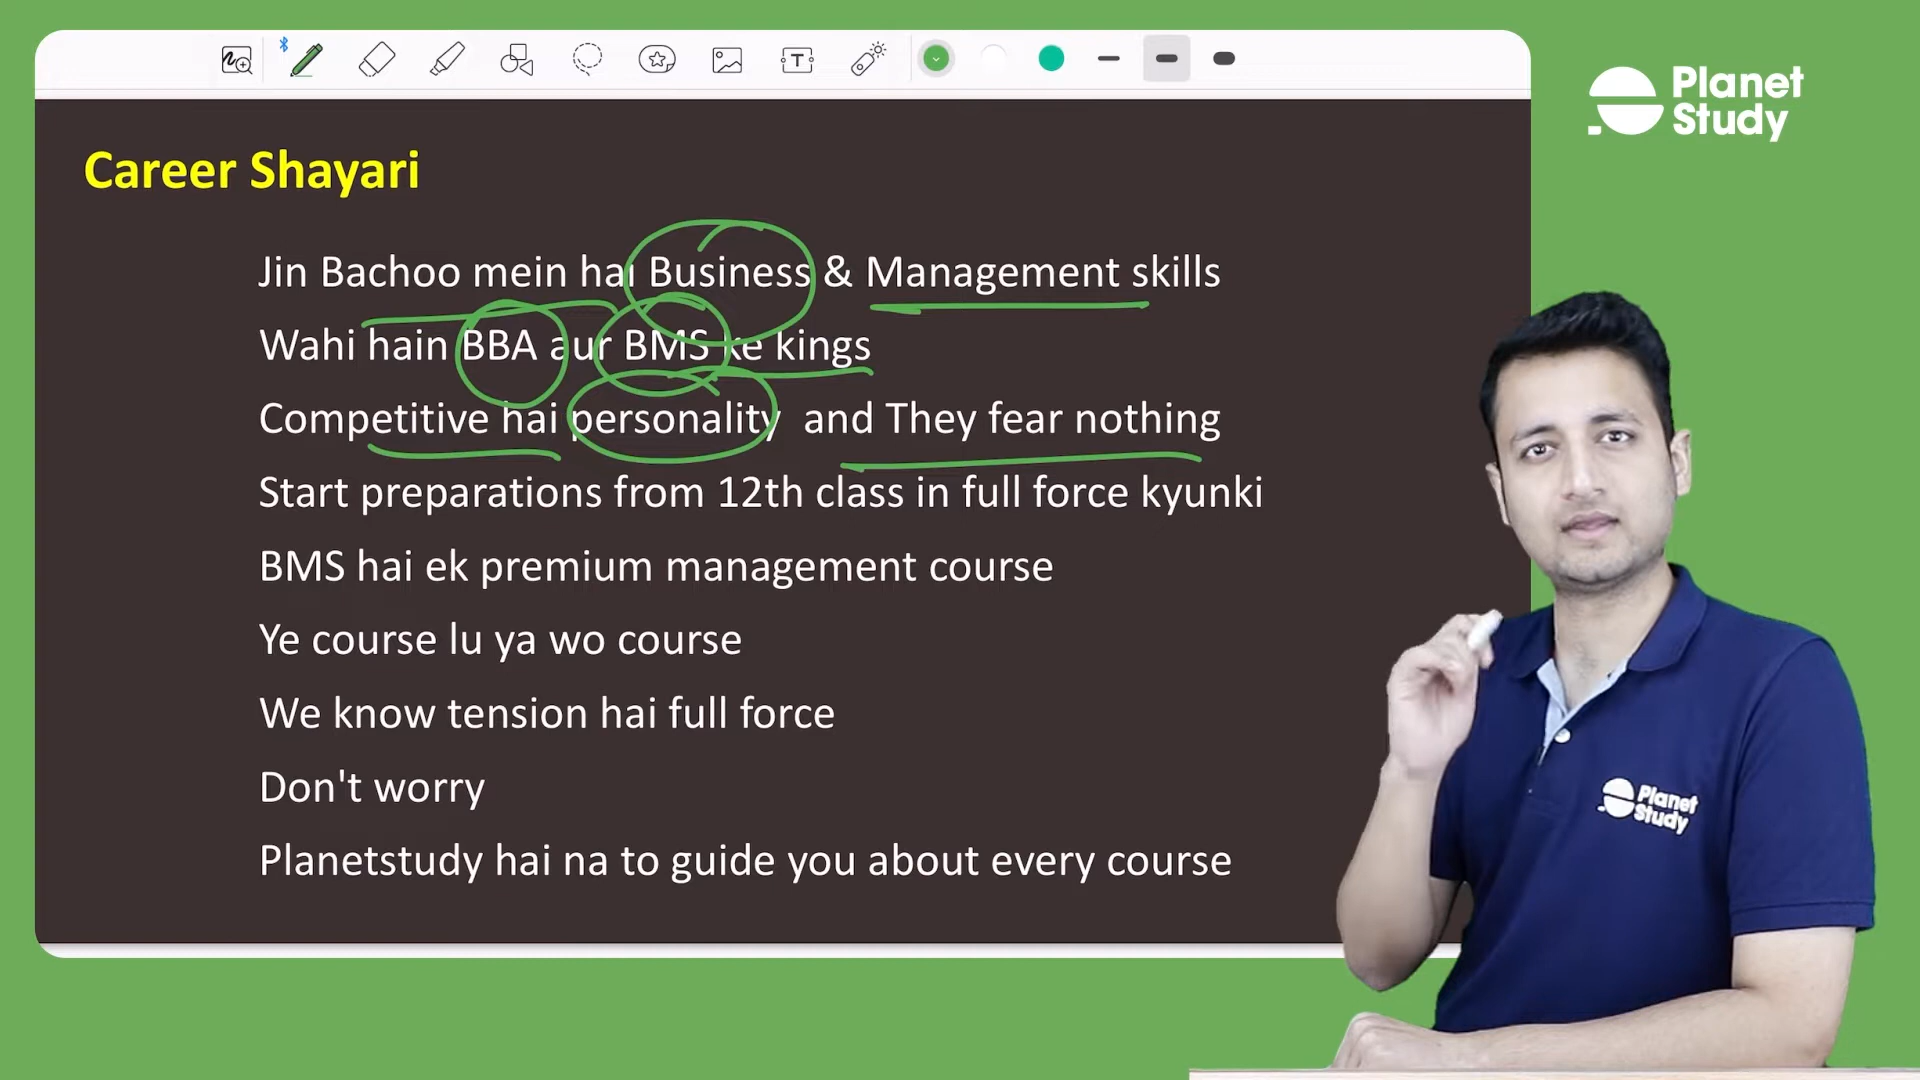 Planet
Study
Career Shayari
Jin Bachoo mein hai Business & Management skills
Wahi hain BBA aur BMS ke kings
Competitive hai personality and They fear nothing
Start preparations from 12th class in full force kyunki
BMS hai ek premium management course
Ye course lu ya wo course
We know tension hai full force
Don't worry
Planetstudy hai na to guide you about every course
Planet
Study